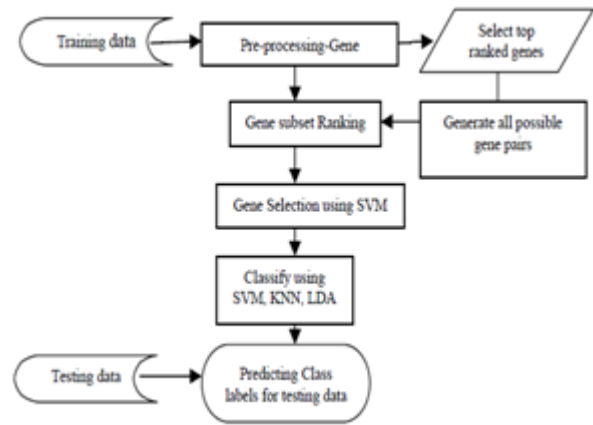 Training data
Pre-processing-Gene
Select top
ranked genes
Gene subset Ranking
Generate all possible
gene pairs
Gene Selection using SVM
Classify using
SVM, KNN, LDA
Testing data
Predicting Class
labels for testing data